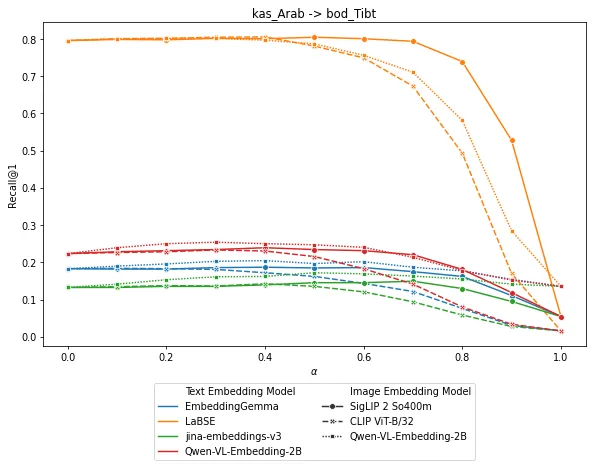 kas_Arab -> bod_Tibt
Recall@1
0.8
0.7
0.6
0.5
0.4
0.3
0.2
0.1
0.0
0.0 0.2 0.4 0.6 0.8 1.0
α
Text Embedding Model
EmbeddingGemma
LaBSE
jina-embeddings-v3
Qwen-VL-Embedding-2B
Image Embedding Model
SigLIP 2 So400m
CLIP ViT-B/32
Qwen-VL-Embedding-2B